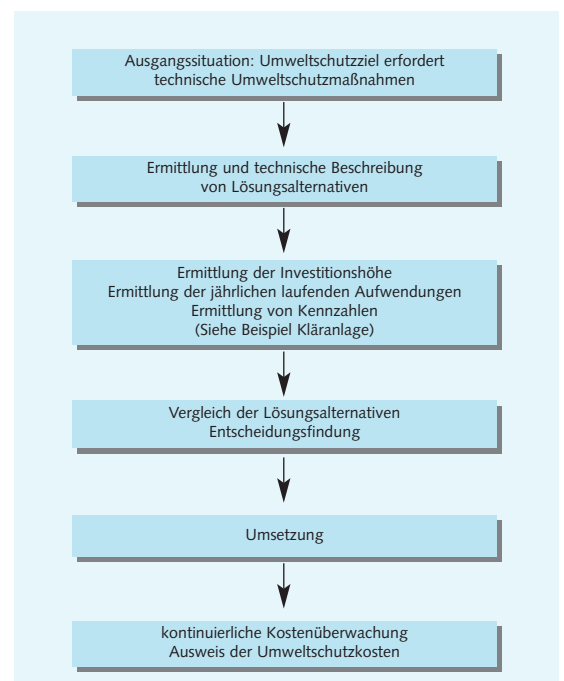 Ausgangssituation: Umweltschutzziel erfordert
technische Umweltschutzmaßnahmen
Ermittlung und technische Beschreibung
von Lösungsalternativen
Ermittlung der Investitionshöhe
Ermittlung der jährlichen laufenden Aufwendungen
Ermittlung von Kennzahlen
(Siehe Beispiel Kläranlage)
Vergleich der Lösungsalternativen
Entscheidungsfindung
Umsetzung
kontinuierliche Kostenüberwachung
Ausweis der Umweltschutzkosten